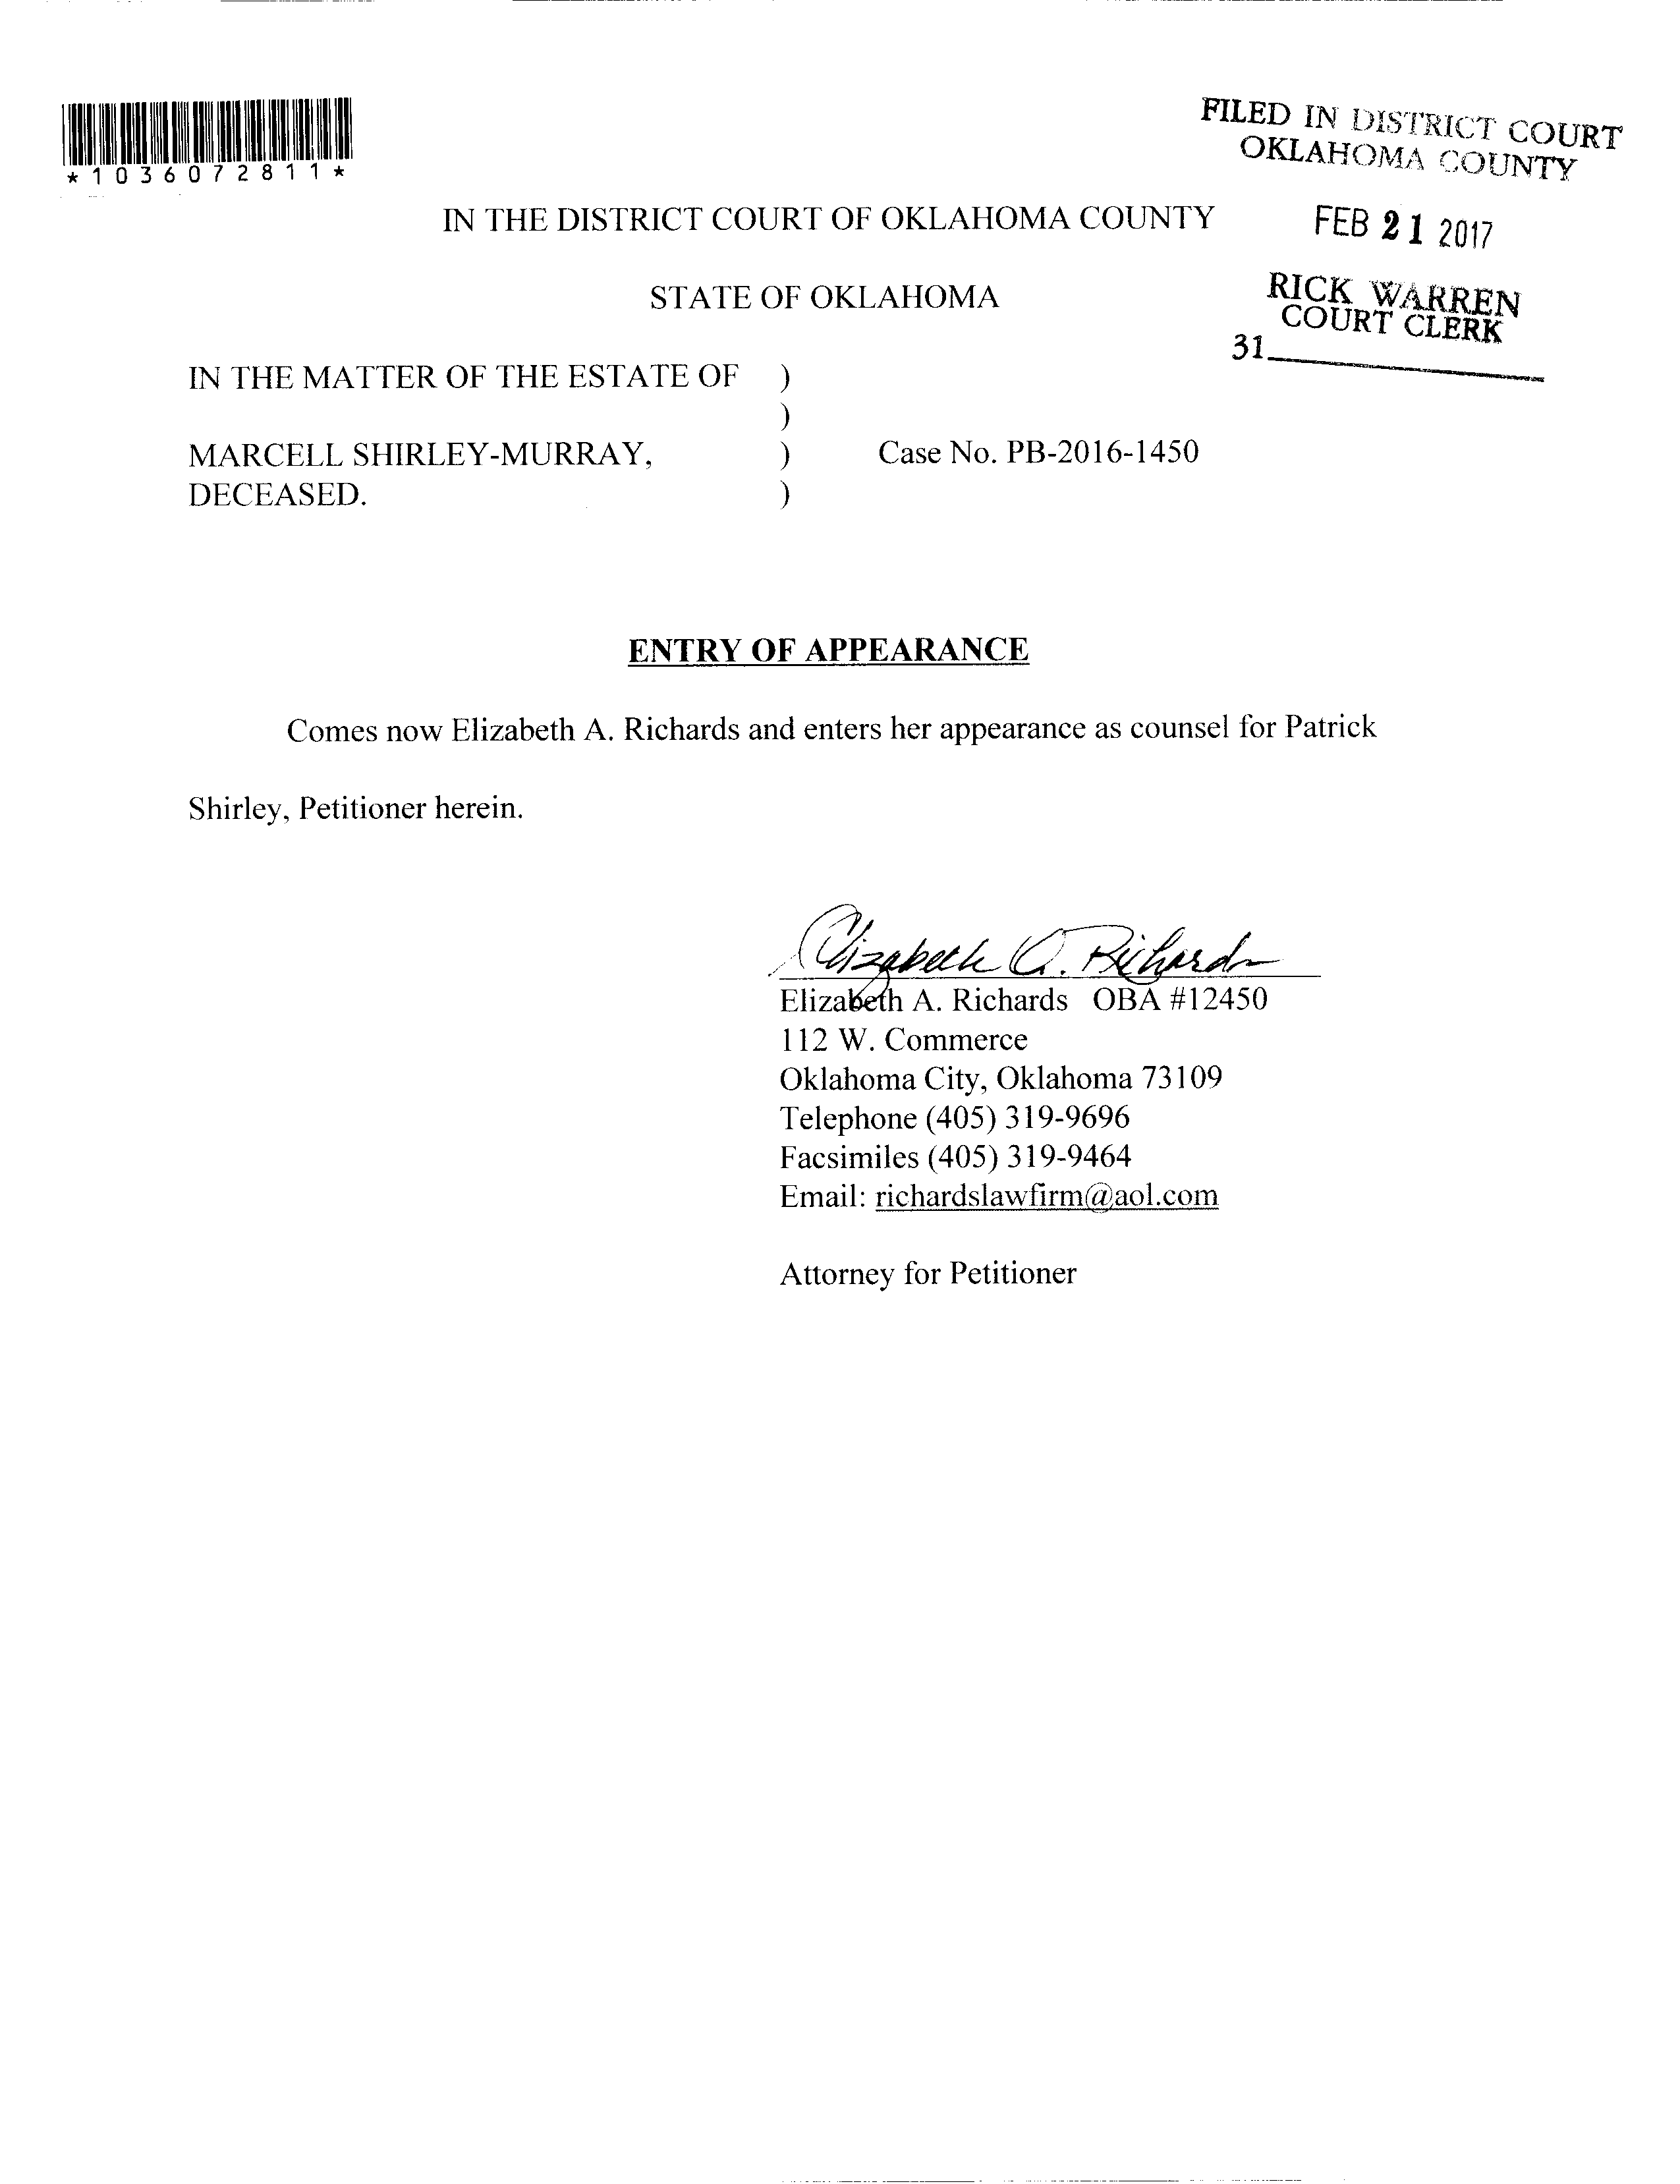 *1036072811*
FILED IN DISTRICT COURT
OKLAHOMA COUNTY
FEB 21 2017
RICK WARREN
COURT CLERK
31
IN THE DISTRICT COURT OF OKLAHOMA COUNTY
STATE OF OKLAHOMA
IN THE MATTER OF THE ESTATE OF )
)
MARCELL SHIRLEY-MURRAY, ) Case No. PB-2016-1450
DECEASED. )
ENTRY OF APPEARANCE
Comes now Elizabeth A. Richards and enters her appearance as counsel for Patrick
Shirley, Petitioner herein.
Elizabeth A. Richards
Elizabeth A. Richards OBA #12450
112 W. Commerce
Oklahoma City, Oklahoma 73109
Telephone (405) 319-9696
Facsimiles (405) 319-9464
Email: richardslawfirm@aol.com
Attorney for Petitioner